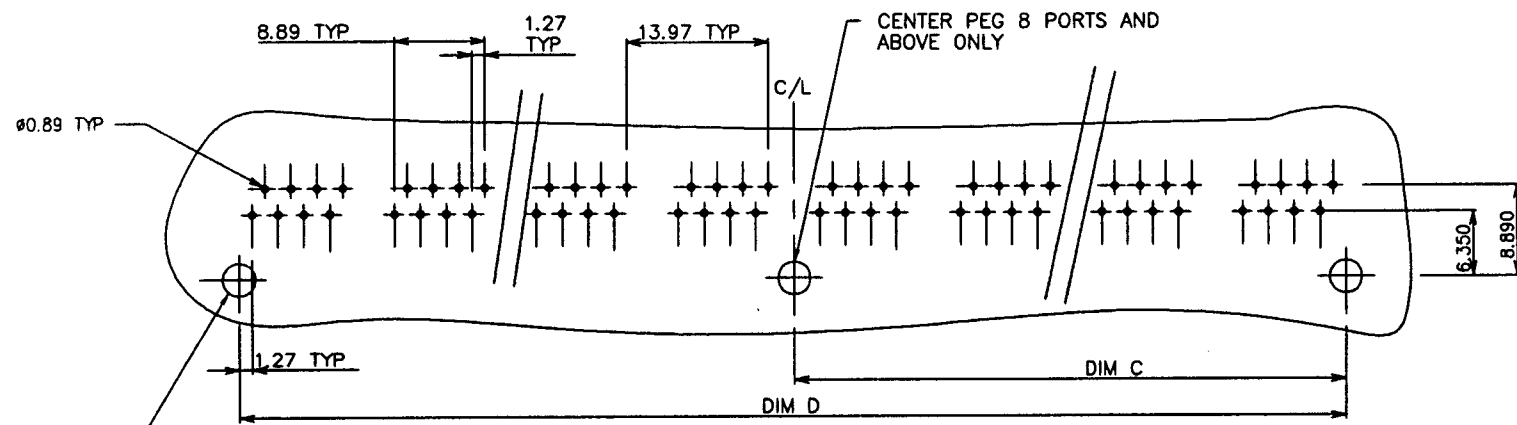 8.89 TYP
1.27
TYP
13.97 TYP
CENTER PEG 8 PORTS AND
ABOVE ONLY
C/L
ø0.89 TYP
6.350
8.890
1.27 TYP
DIM C
DIM D